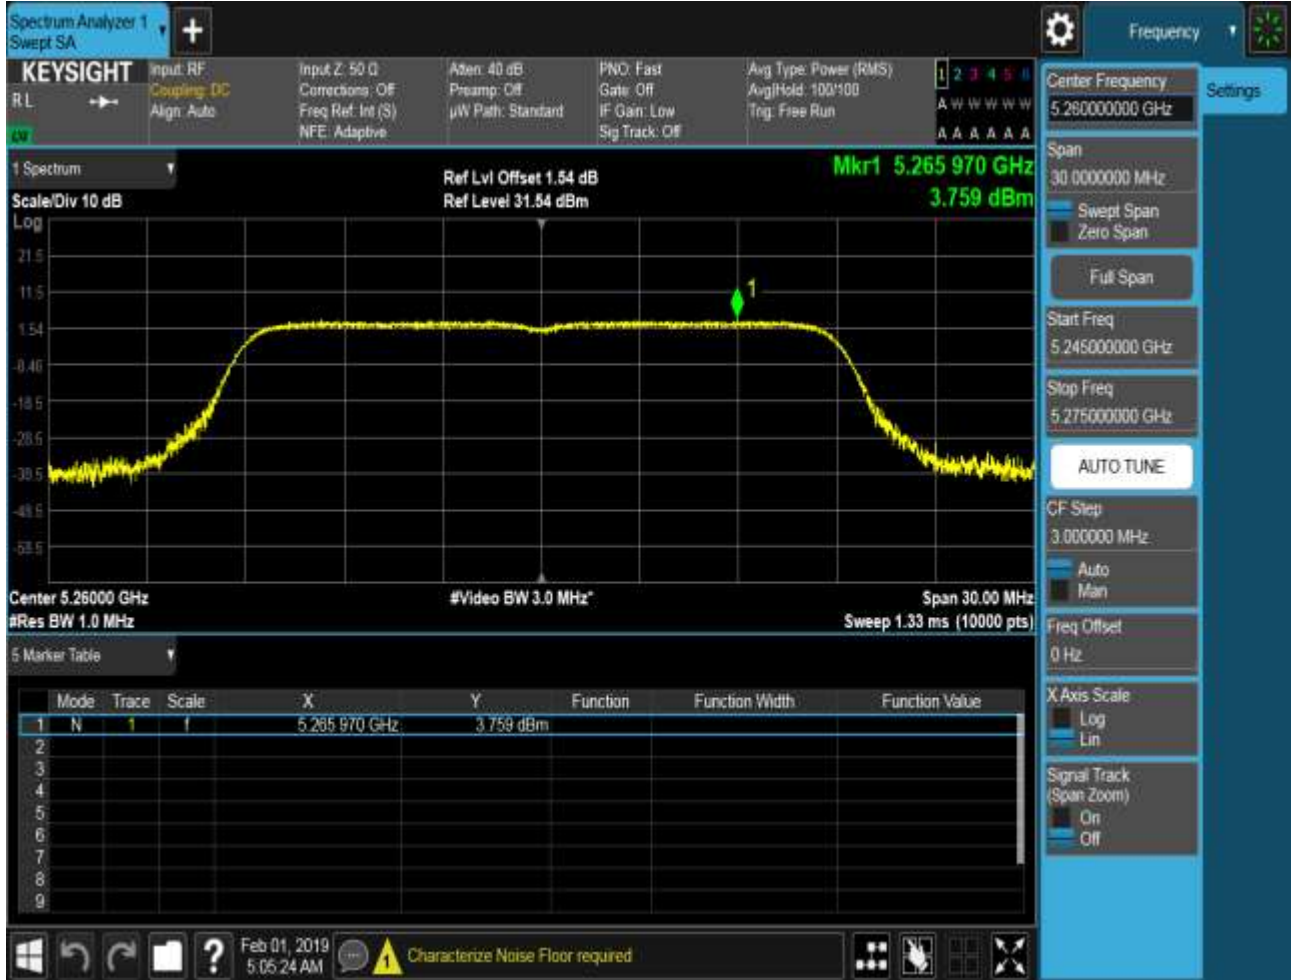 Spectrum Analyzer 1
Swept SA
+
Frequency
KEYSIGHT
R L
Input: RF
Coupling: DC
Align: Auto
Input Z: 50 Ω
Corrections: Off
Freq Ref: Int (S)
NFE: Adaptive
Atten: 40 dB
Preamp: Off
µW Path: Standard
PNO: Fast
Gate: Off
IF Gain: Low
Sig Track: Off
Avg Type: Power (RMS)
Avg|Hold: 100/100
Trig: Free Run
1 2 3 4 5 6
A W W W W W
A A A A A A
1 Spectrum
Scale/Div 10 dB
Log
Ref Lvl Offset 1.54 dB
Ref Level 31.54 dBm
Mkr1 5.265 970 GHz
3.759 dBm
21.5
11.5
1.54
-8.46
-18.5
-28.5
-38.5
-48.5
-58.5
1
Center 5.26000 GHz
#Res BW 1.0 MHz
#Video BW 3.0 MHz*
Span 30.00 MHz
Sweep 1.33 ms (10000 pts)
5 Marker Table
Mode Trace Scale X Y Function Function Width Function Value
1 N 1 f 5.265 970 GHz 3.759 dBm
2
3
4
5
6
7
8
9
Center Frequency
5.260000000 GHz
Settings
Span
30.0000000 MHz
Swept Span
Zero Span
Full Span
Start Freq
5.245000000 GHz
Stop Freq
5.275000000 GHz
AUTO TUNE
CF Step
3.000000 MHz
Auto
Man
Freq Offset
0 Hz
X Axis Scale
Log
Lin
Signal Track
(Span Zoom)
On
Off
?
Feb 01, 2019
5:05:24 AM
1
Characterize Noise Floor required